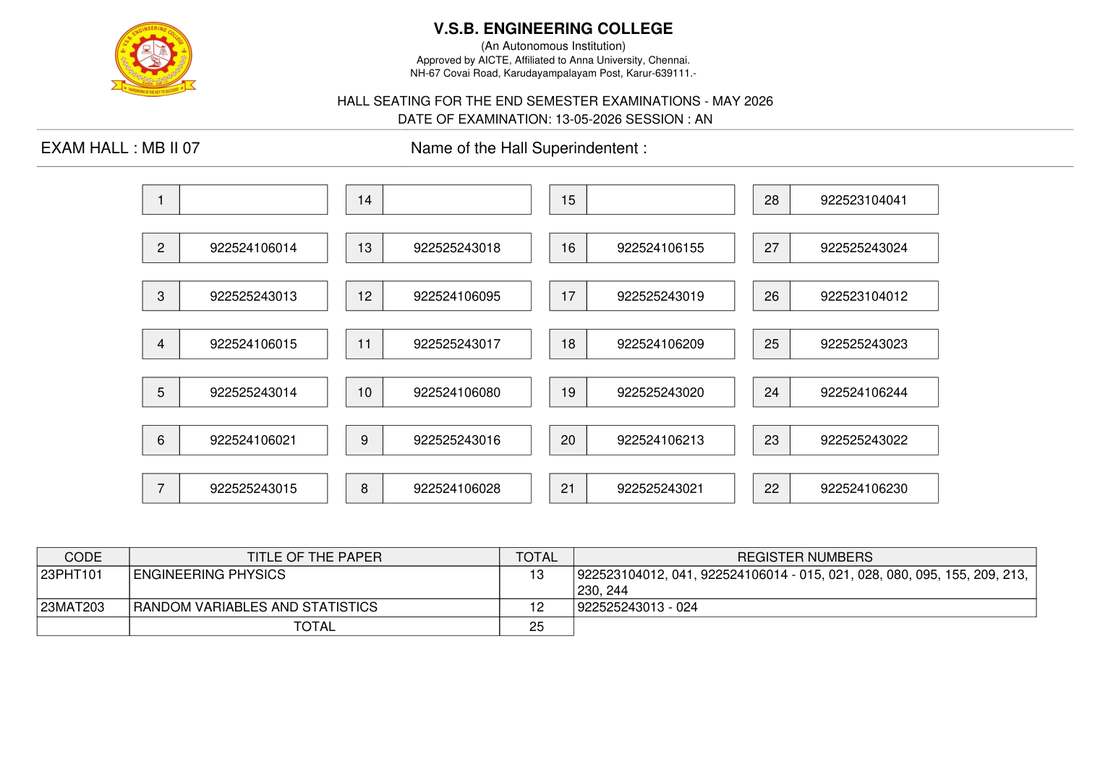 V.S.B. ENGINEERING COLLEGE
(An Autonomous Institution)
Approved by AICTE, Affiliated to Anna University, Chennai.
NH-67 Covai Road, Karudayampalayam Post, Karur-639111.-
HALL SEATING FOR THE END SEMESTER EXAMINATIONS - MAY 2026
DATE OF EXAMINATION: 13-05-2026 SESSION : AN
EXAM HALL : MB II 07 Name of the Hall Superindentent :
1 14 15 28 922523104041
2 922524106014 13 922525243018 16 922524106155 27 922525243024
3 922525243013 12 922524106095 17 922525243019 26 922523104012
4 922524106015 11 922525243017 18 922524106209 25 922525243023
5 922525243014 10 922524106080 19 922525243020 24 922524106244
6 922524106021 9 922525243016 20 922524106213 23 922525243022
7 922525243015 8 922524106028 21 922525243021 22 922524106230
CODE TITLE OF THE PAPER TOTAL REGISTER NUMBERS
23PHT101 ENGINEERING PHYSICS 13 922523104012, 041, 922524106014 - 015, 021, 028, 080, 095, 155, 209, 213,
230, 244
23MAT203 RANDOM VARIABLES AND STATISTICS 12 922525243013 - 024
TOTAL 25